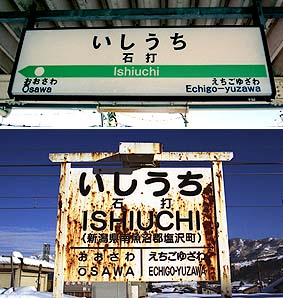 いしうち
石打
Ishiuchi
おおさわ えちごゆざわ
Osawa Echigo-yuzawa
いしうち
石打
ISHIUCHI
(新潟県南魚沼郡塩沢町)
おおさわ えちごゆざわ
ŌSAWA ECHIGO-YUZAWA